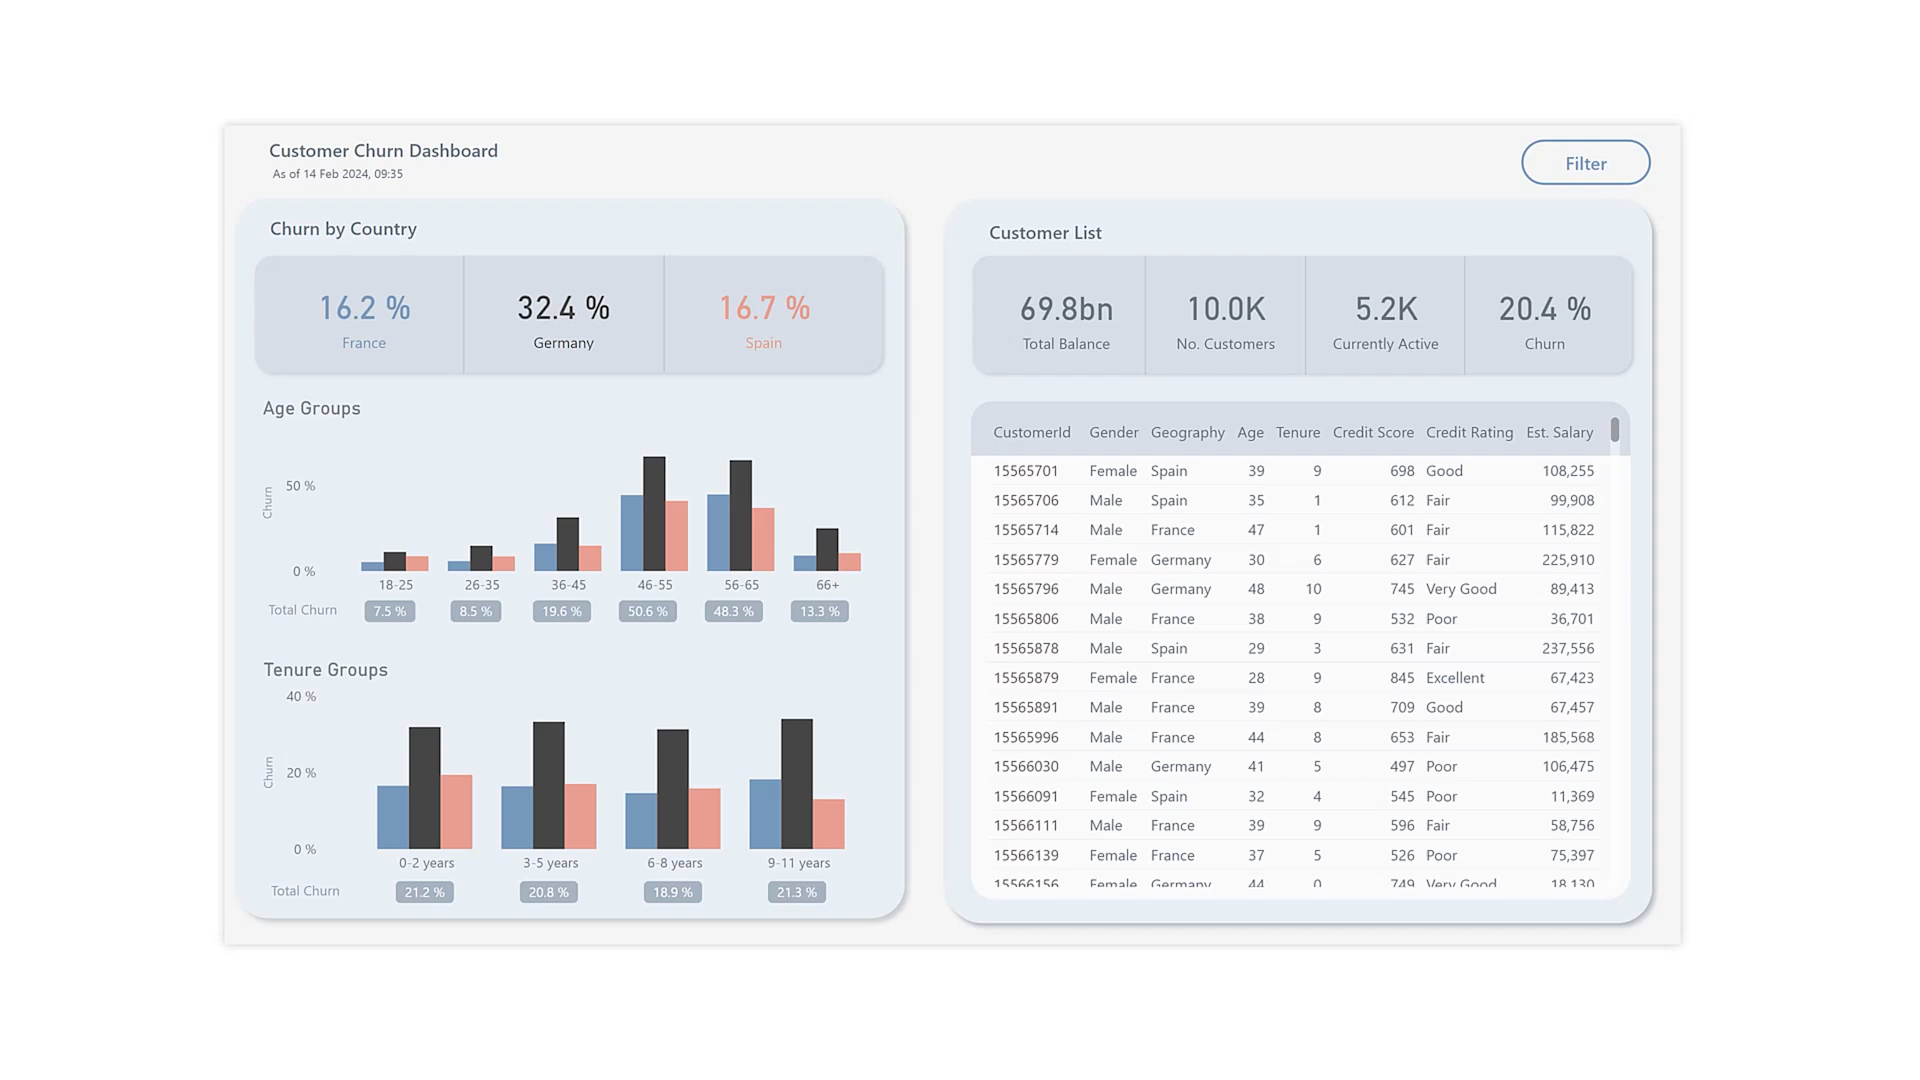 Customer Churn Dashboard
As of 14 Feb 2024, 09:35
Filter
Churn by Country
16.2 % 32.4 % 16.7 %
France Germany Spain
Age Groups
Churn
50 %
0 %
18-25 26-35 36-45 46-55 56-65 66+
Total Churn 7.5 % 8.5 % 19.6 % 50.6 % 48.3 % 13.3 %
Tenure Groups
40 %
Churn
20 %
0 %
0-2 years 3-5 years 6-8 years 9-11 years
Total Churn 21.2 % 20.8 % 18.9 % 21.3 %
Customer List
69.8bn 10.0K 5.2K 20.4 %
Total Balance No. Customers Currently Active Churn
CustomerId Gender Geography Age Tenure Credit Score Credit Rating Est. Salary
15565701 Female Spain 39 9 698 Good 108,255
15565706 Male Spain 35 1 612 Fair 99,908
15565714 Male France 47 1 601 Fair 115,822
15565779 Female Germany 30 6 627 Fair 225,910
15565796 Male Germany 48 10 745 Very Good 89,413
15565806 Male France 38 9 532 Poor 36,701
15565878 Male Spain 29 3 631 Fair 237,556
15565879 Female France 28 9 845 Excellent 67,423
15565891 Male France 39 8 709 Good 67,457
15565996 Male France 44 8 653 Fair 185,568
15566030 Male Germany 41 5 497 Poor 106,475
15566091 Female Spain 32 4 545 Poor 11,369
15566111 Male France 39 9 596 Fair 58,756
15566139 Female France 37 5 526 Poor 75,397
15566156 Female Germany 44 0 749 Very Good 18,130